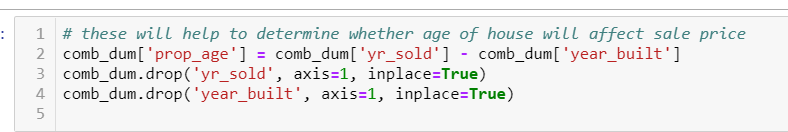 :
1 # these will help to determine whether age of house will affect sale price
2 comb_dum['prop_age'] = comb_dum['yr_sold'] - comb_dum['year_built']
3 comb_dum.drop('yr_sold', axis=1, inplace=True)
4 comb_dum.drop('year_built', axis=1, inplace=True)
5